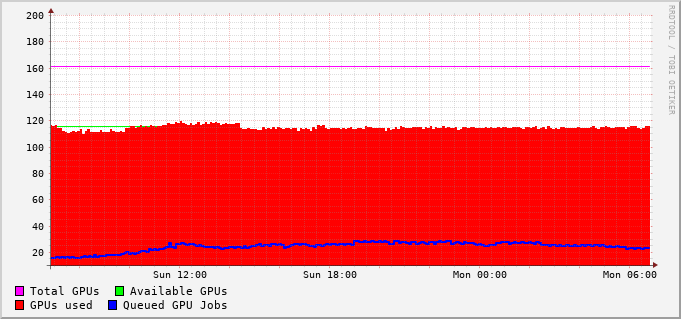 RRDTOOL / TOBI OETIKER
200
180
160
140
120
100
80
60
40
20
Sun 12:00 Sun 18:00 Mon 00:00 Mon 06:00
Total GPUs Available GPUs
GPUs used Queued GPU Jobs